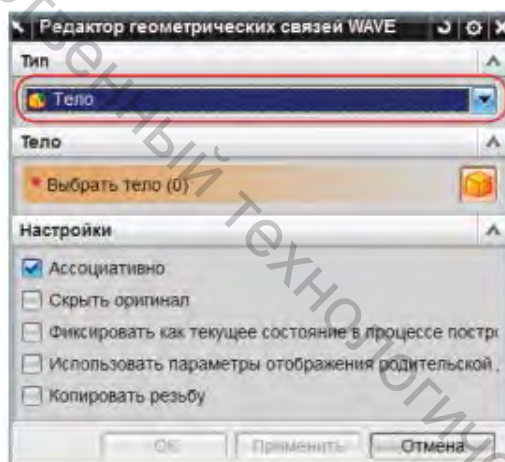 Редактор геометрических связей WAVE
Тип
Тело
Тело
* Выбрать тело (0)
Настройки
Ассоциативно
Скрыть оригинал
Фиксировать как текущее состояние в процессе постр
Использовать параметры отображения родительской
Копировать резьбу
ОК Применить Отмена